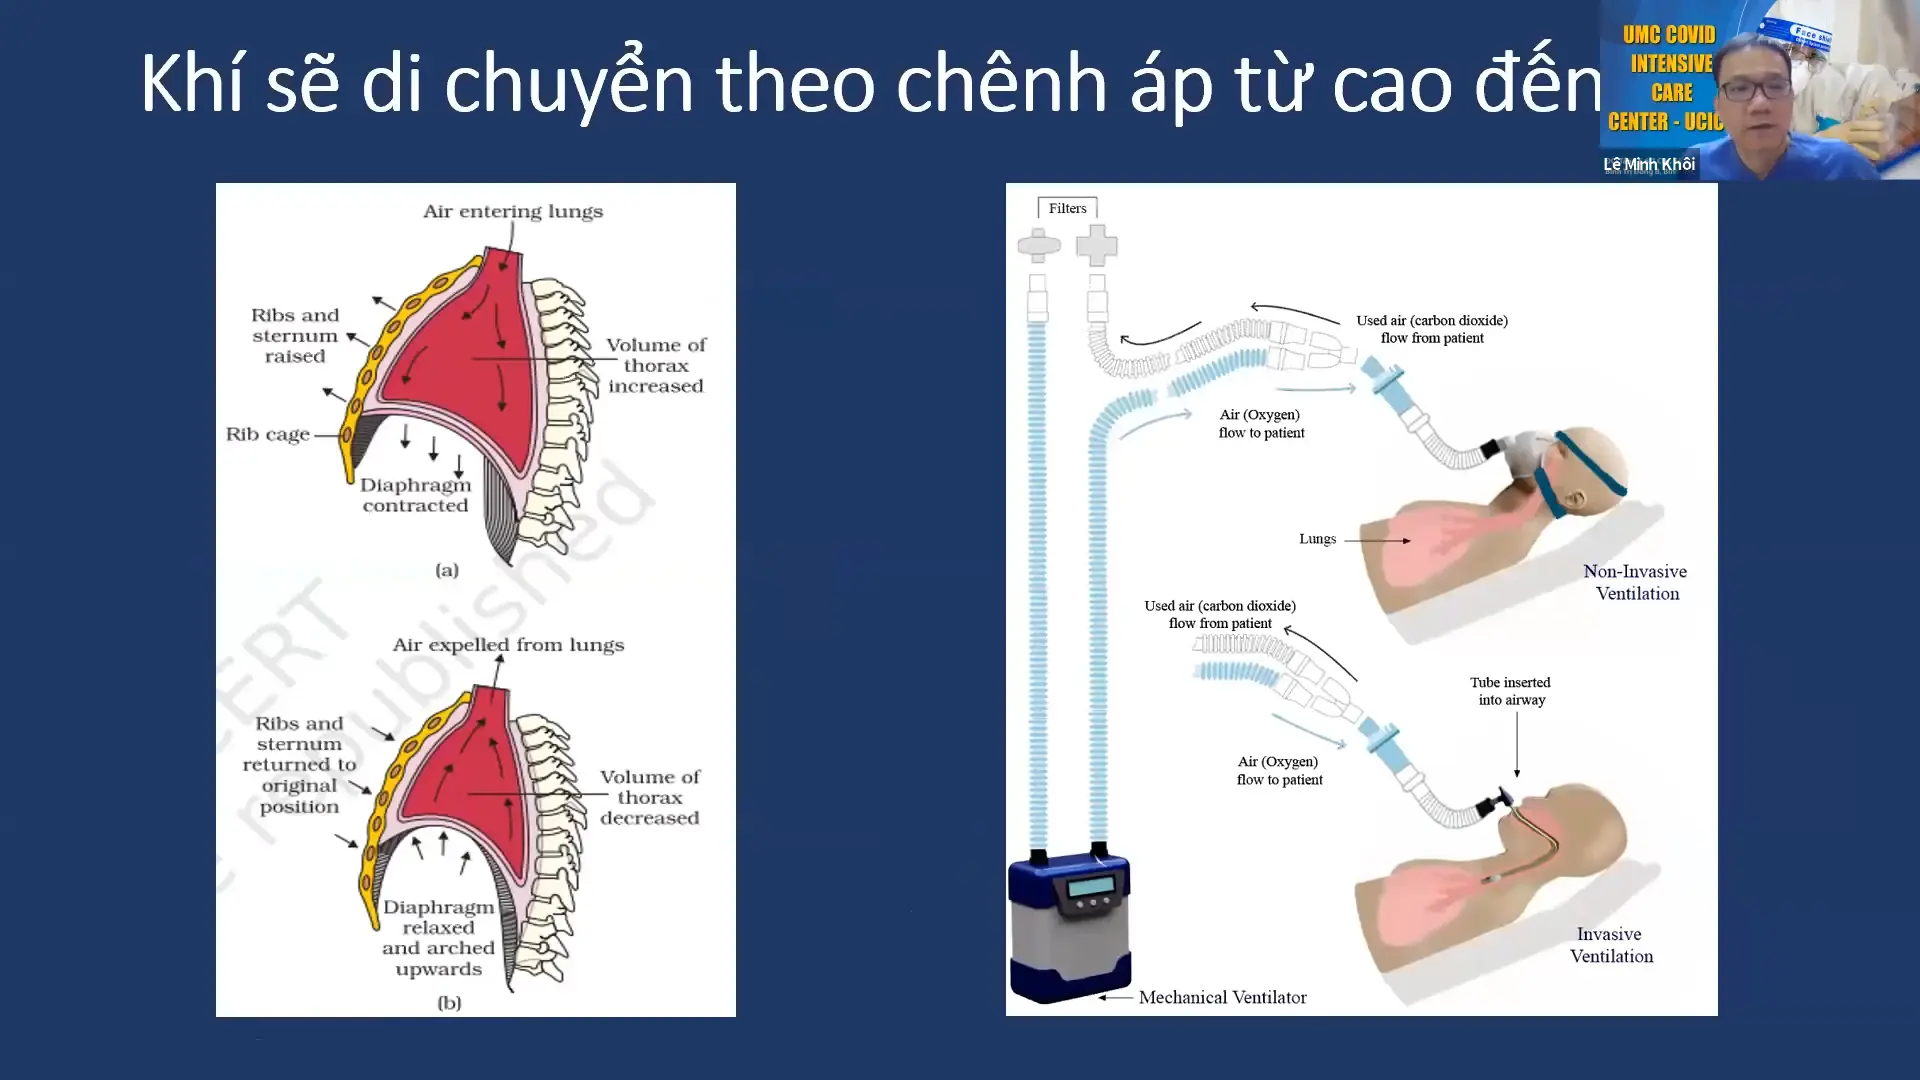 Khí sẽ di chuyển theo chênh áp từ cao đến
UMC COVID
INTENSIVE
CARE
CENTER - UCIC
Face shield
Lê Minh Khôi
Air entering lungs
Ribs and
sternum
raised
Volume of
thorax
increased
Rib cage
Diaphragm
contracted
(a)
Air expelled from lungs
Ribs and
sternum
returned to
original
position
Volume of
thorax
decreased
Diaphragm
relaxed
and arched
upwards
(b)
republished
Filters
Used air (carbon dioxide)
flow from patient
Air (Oxygen)
flow to patient
Lungs
Non-Invasive
Ventilation
Used air (carbon dioxide)
flow from patient
Tube inserted
into airway
Air (Oxygen)
flow to patient
Invasive
Ventilation
Mechanical Ventilator